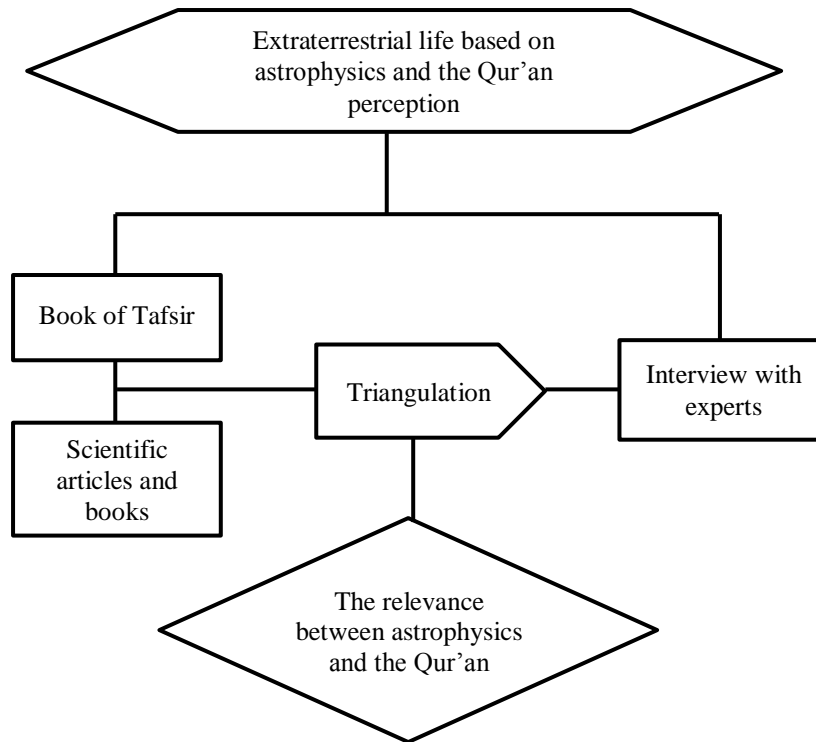 Extraterrestrial life based on
astrophysics and the Qur’an
perception
Book of Tafsir
Triangulation
Interview with
experts
Scientific
articles and
books
The relevance
between astrophysics
and the Qur’an